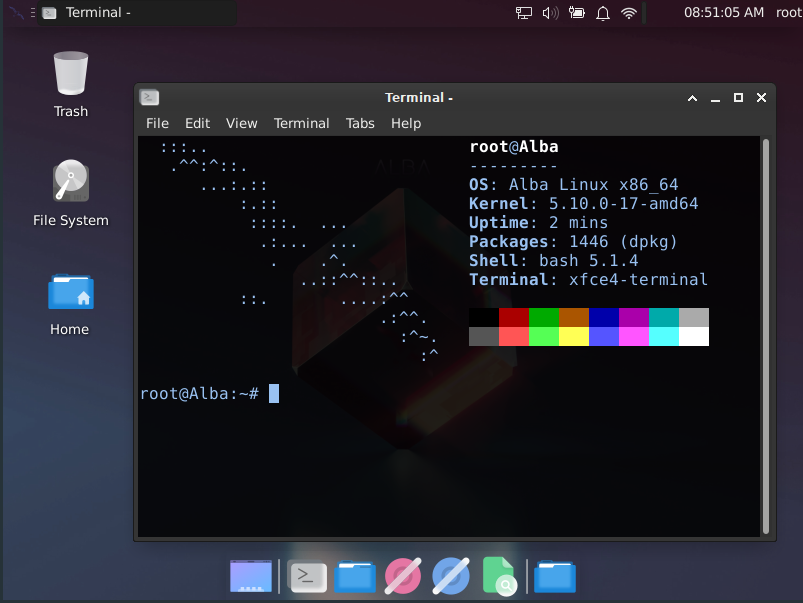 Terminal -
08:51:05 AM root
Trash
File System
Home
Terminal -
File Edit View Terminal Tabs Help
:::..
.^^:^::.
...:.::
:.::
::::. ...
.:... ...
. .^.
..::^^::..
::. ....:^^
.:^^.
:^~.
:^
root@Alba
---------
OS: Alba Linux x86_64
Kernel: 5.10.0-17-amd64
Uptime: 2 mins
Packages: 1446 (dpkg)
Shell: bash 5.1.4
Terminal: xfce4-terminal
root@Alba:~#